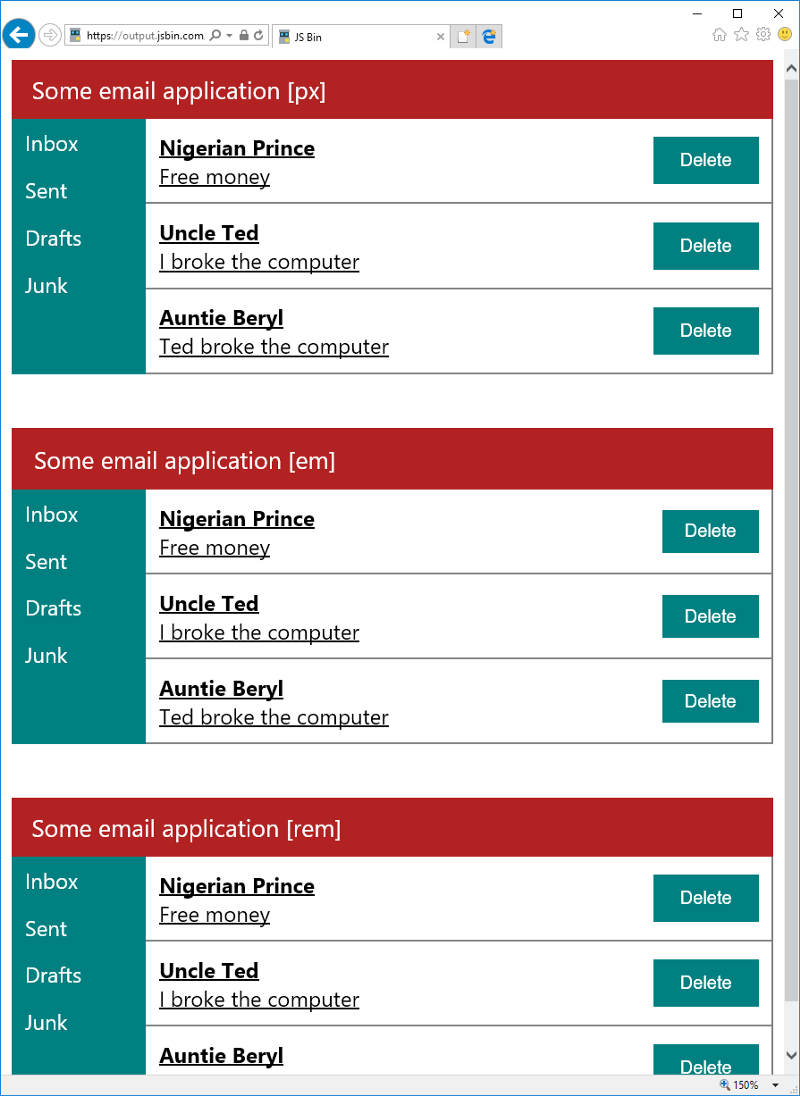 https://output.jsbin.com.
JS Bin
Some email application [px]
Inbox
Sent
Drafts
Junk
Nigerian Prince
Free money
Delete
Uncle Ted
I broke the computer
Delete
Auntie Beryl
Ted broke the computer
Delete
Some email application [em]
Inbox
Sent
Drafts
Junk
Nigerian Prince
Free money
Delete
Uncle Ted
I broke the computer
Delete
Auntie Beryl
Ted broke the computer
Delete
Some email application [rem]
Inbox
Sent
Drafts
Junk
Nigerian Prince
Free money
Delete
Uncle Ted
I broke the computer
Delete
Auntie Beryl
Delete
150%